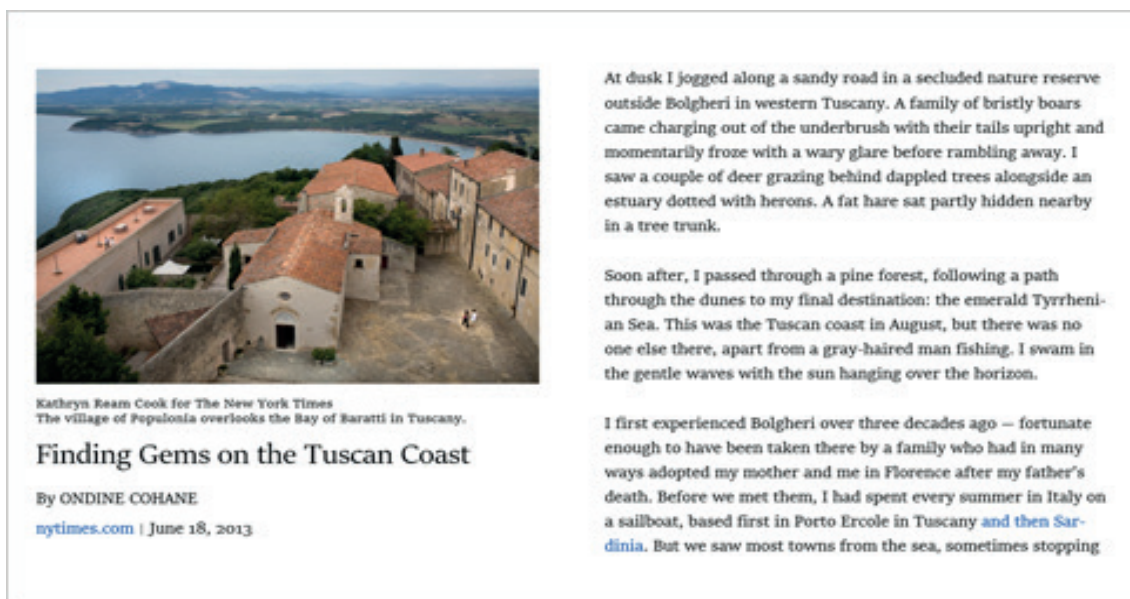 Kathryn Ream Cook for The New York Times
The village of Populonia overlooks the Bay of Baratti in Tuscany.
Finding Gems on the Tuscan Coast
By ONDINE COHANE
nytimes.com | June 18, 2013
At dusk I jogged along a sandy road in a secluded nature reserve
outside Bolgheri in western Tuscany. A family of bristly boars
came charging out of the underbrush with their tails upright and
momentarily froze with a wary glare before rambling away. I
saw a couple of deer grazing behind dappled trees alongside an
estuary dotted with herons. A fat hare sat partly hidden nearby
in a tree trunk.
Soon after, I passed through a pine forest, following a path
through the dunes to my final destination: the emerald Tyrrheni-
an Sea. This was the Tuscan coast in August, but there was no
one else there, apart from a gray-haired man fishing. I swam in
the gentle waves with the sun hanging over the horizon.
I first experienced Bolgheri over three decades ago — fortunate
enough to have been taken there by a family who had in many
ways adopted my mother and me in Florence after my father's
death. Before we met them, I had spent every summer in Italy on
a sailboat, based first in Porto Ercole in Tuscany and then Sar-
dinia. But we saw most towns from the sea, sometimes stopping